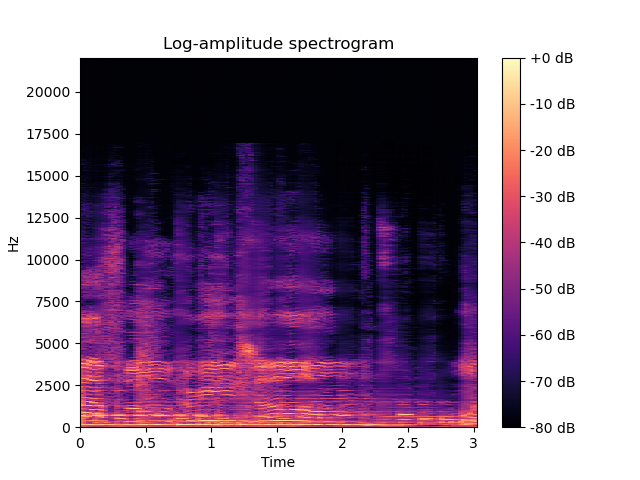 Log-amplitude spectrogram
Hz
20000
17500
15000
12500
10000
7500
5000
2500
0
0 0.5 1 1.5 2 2.5 3
Time
+0 dB
-10 dB
-20 dB
-30 dB
-40 dB
-50 dB
-60 dB
-70 dB
-80 dB